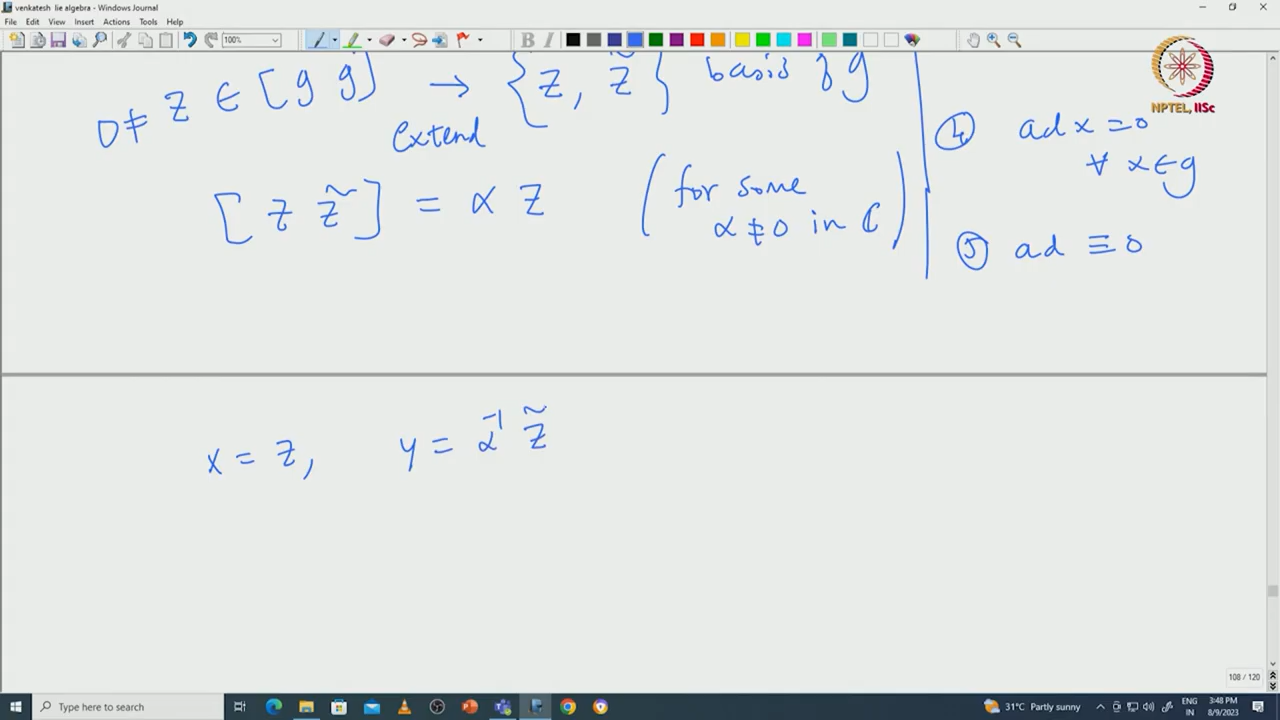 venkatesh lie algebra - Windows Journal
File Edit View Insert Actions Tools Help
100%
B I
NPTEL, IISc
0 ≠ z ∈ [g g] → {z, z̃} basis of g
extend
[z z̃] = α z (for some
α ≠ 0 in ℂ)
④ ad x = 0
∀ x ∈ g
⑤ ad ≡ 0
x = z, y = α⁻¹ z̃
108 / 120
Type here to search
31°C Partly sunny
ENG
IN
3:48 PM
8/9/2023